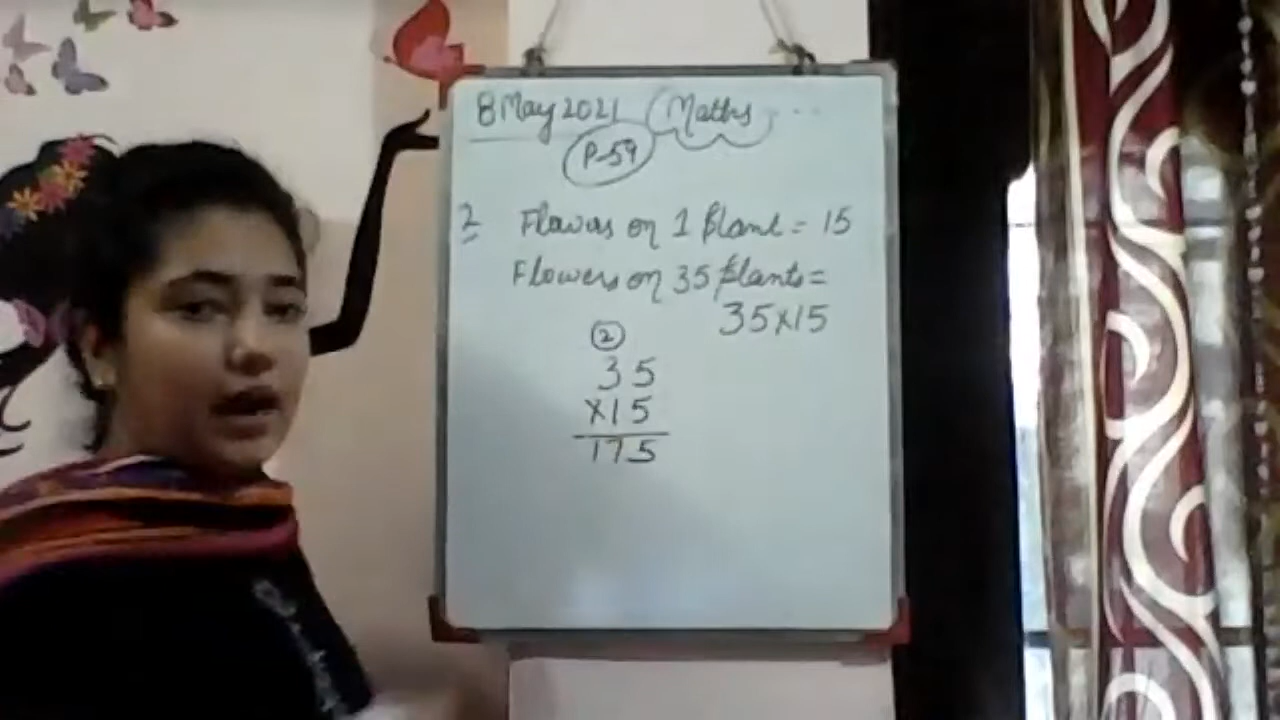 8 May 2021 Maths
P-59
2 Flowers on 1 plant = 15
Flowers on 35 plants =
35x15
2
35
x15
175